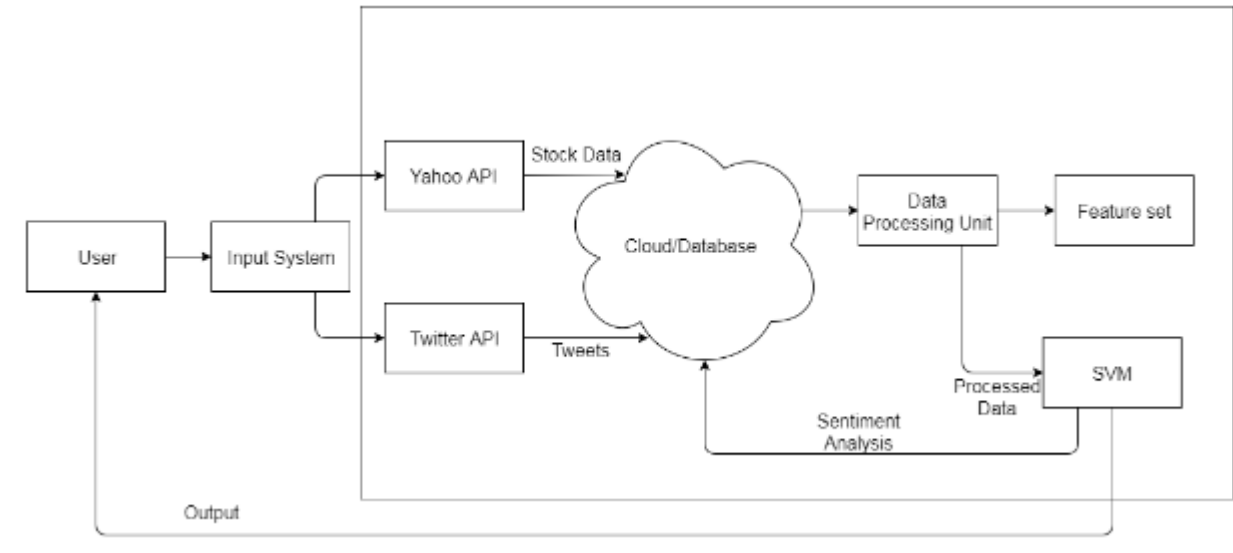 Stock Data
Yahoo API
Data
Processing Unit
Feature set
User
Input System
Cloud/Database
Twitter API
Tweets
SVM
Processed
Data
Sentiment
Analysis
Output